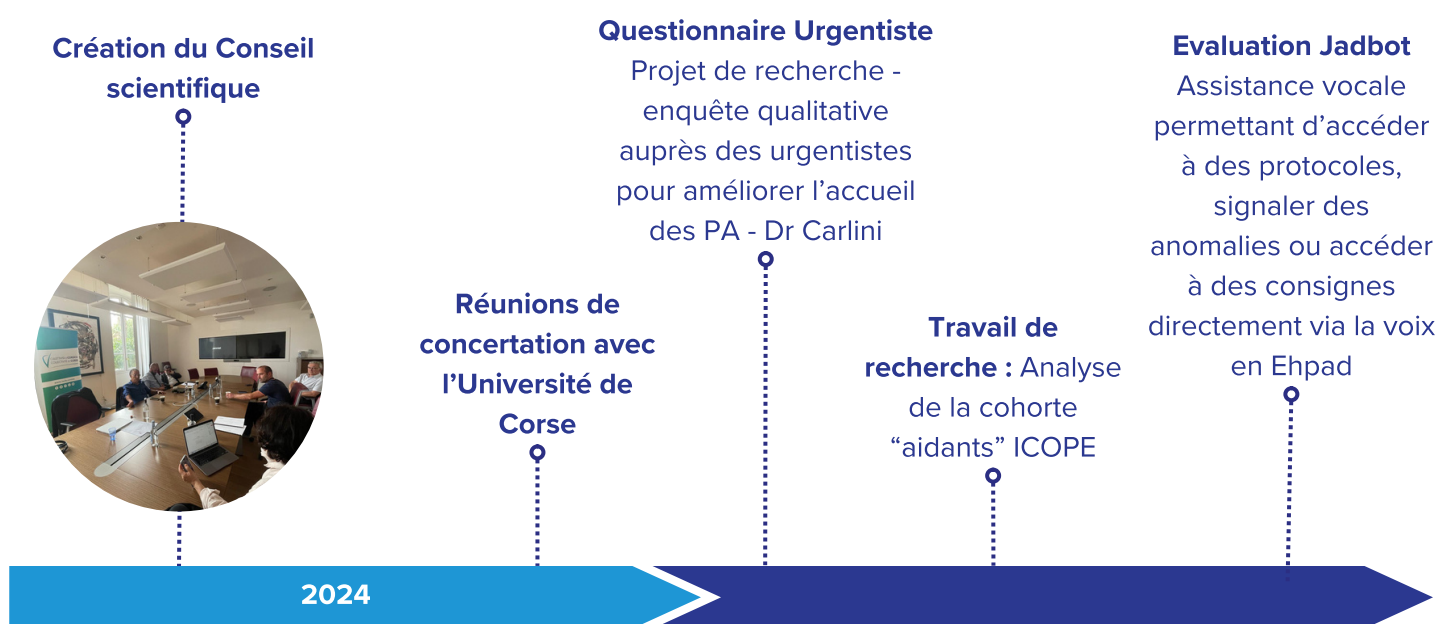 Création du Conseil
scientifique
Réunions de
concertation avec
l’Université de
Corse
Questionnaire Urgentiste
Projet de recherche -
enquête qualitative
auprès des urgentistes
pour améliorer l’accueil
des PA - Dr Carlini
Travail de
recherche : Analyse
de la cohorte
“aidants” ICOPE
Evaluation Jadbot
Assistance vocale
permettant d’accéder
à des protocoles,
signaler des
anomalies ou accéder
à des consignes
directement via la voix
en Ehpad
2024